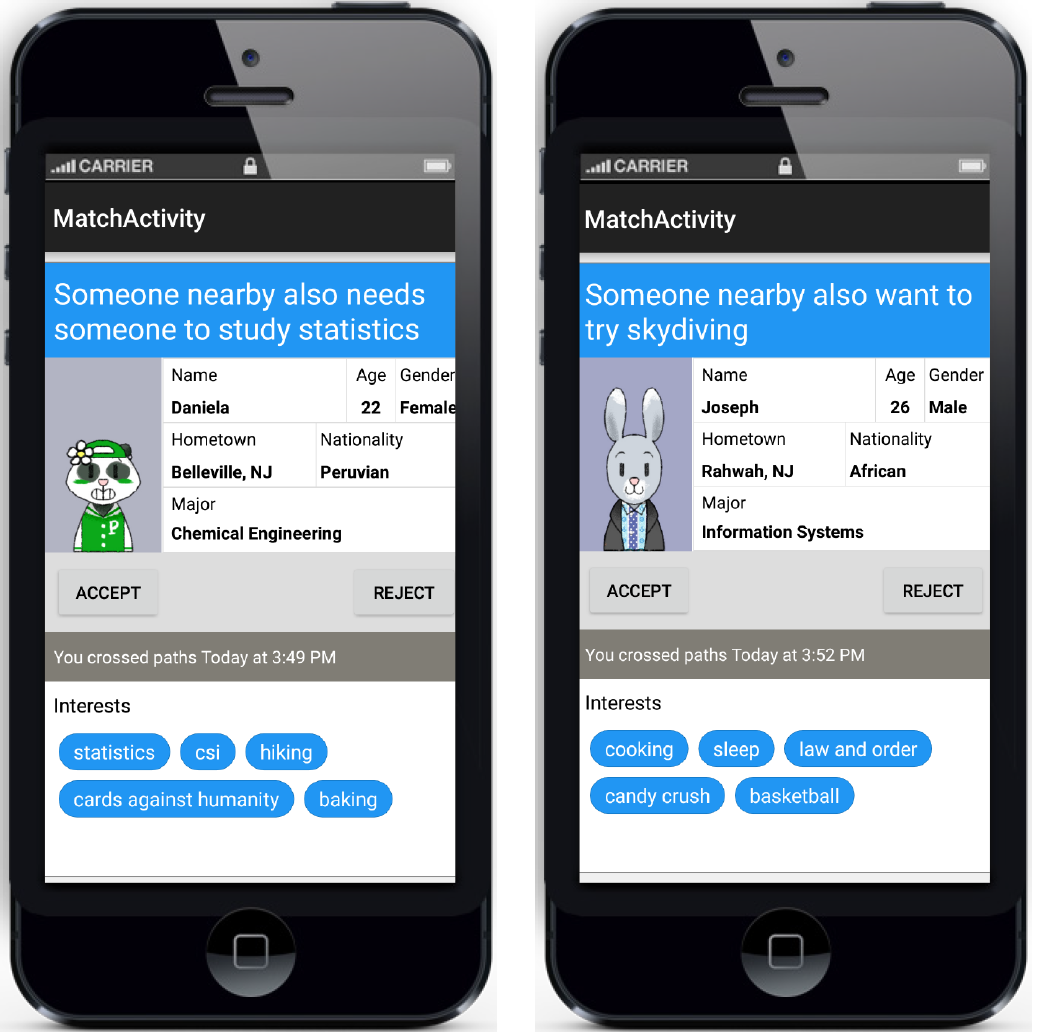 CARRIER
MatchActivity
Someone nearby also needs
someone to study statistics
Name Age Gender
Daniela 22 Female
Hometown Nationality
Belleville, NJ Peruvian
Major
Chemical Engineering
P
ACCEPT REJECT
You crossed paths Today at 3:49 PM
Interests
statistics csi hiking
cards against humanity baking
CARRIER
MatchActivity
Someone nearby also want to
try skydiving
Name Age Gender
Joseph 26 Male
Hometown Nationality
Rahwah, NJ African
Major
Information Systems
ACCEPT REJECT
You crossed paths Today at 3:52 PM
Interests
cooking sleep law and order
candy crush basketball